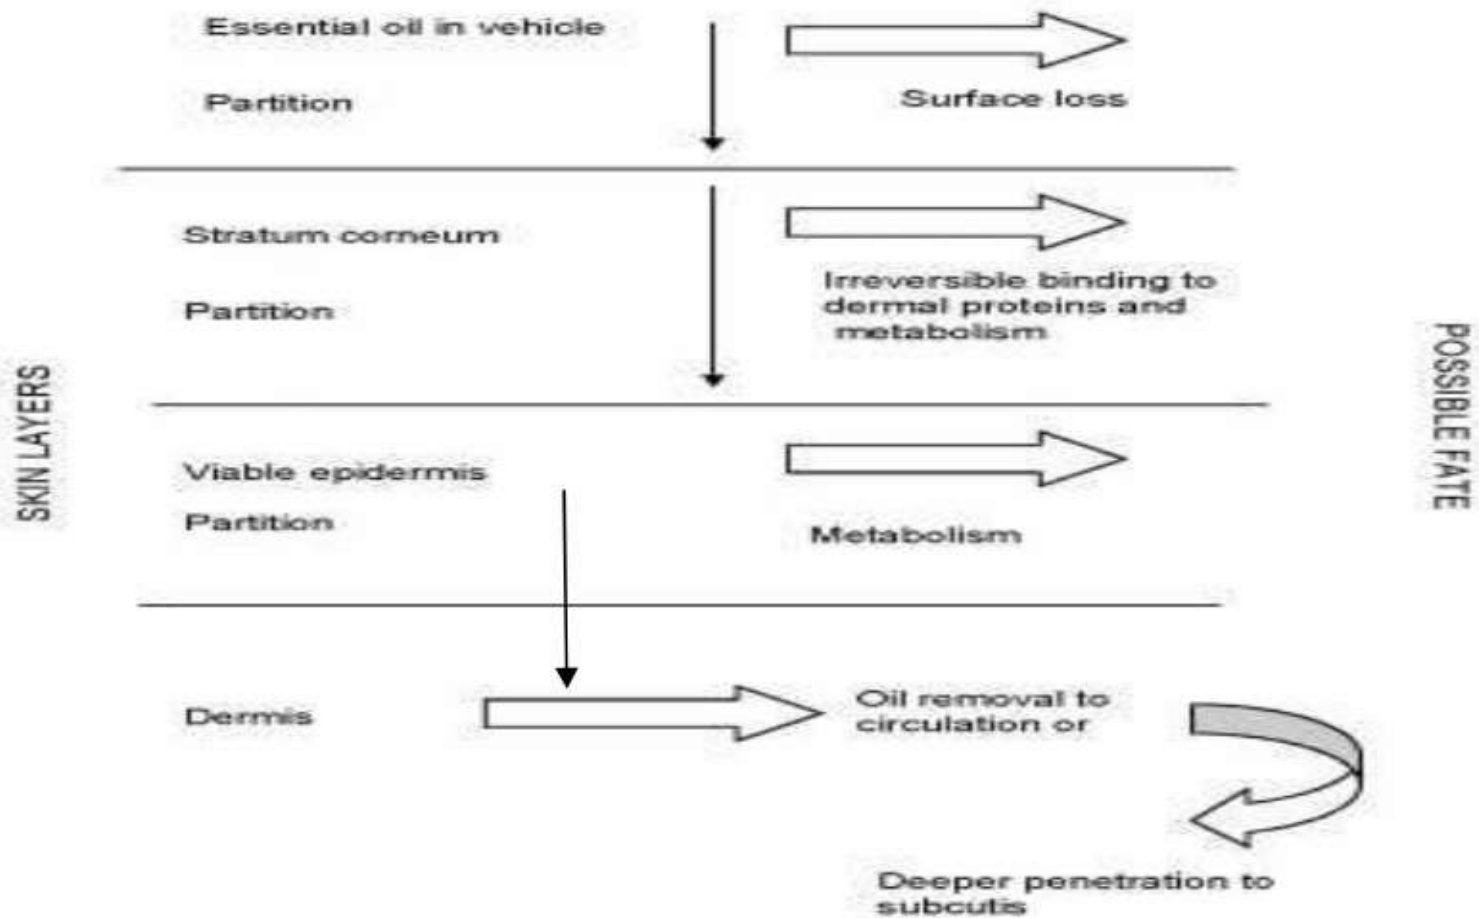 Essential oil in vehicle
Partition
Surface loss
Stratum corneum
Partition
Irreversible binding to
dermal proteins and
metabolism
SKIN LAYERS
POSSIBLE FATE
Viable epidermis
Partition
Metabolism
Dermis
Oil removal to
circulation or
Deeper penetration to
subcutis